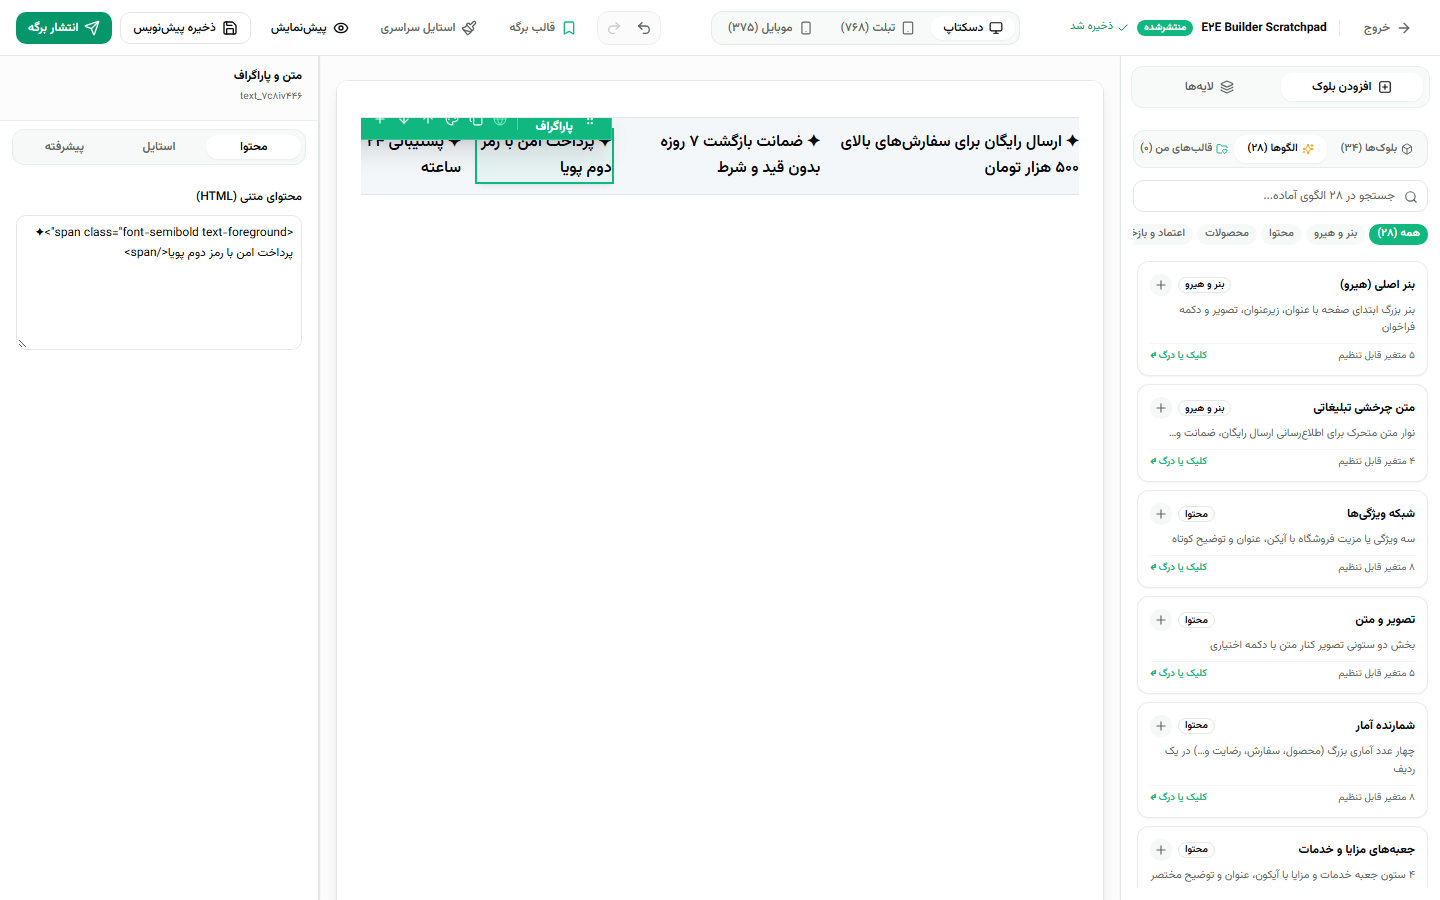 خروج
E۲E Builder Scratchpad
منتشرشده
ذخیره شد
دسکتاپ
تبلت (۷۶۸)
موبایل (۳۷۵)
قالب برگه
استایل سراسری
پیش‌نمایش
ذخیره پیش‌نویس
انتشار برگه
افزودن بلوک
لایه‌ها
بلوک‌ها (۳۴)
الگوها (۲۸)
قالب‌های من (۰)
جستجو در ۲۸ الگوی آماده...
همه (۲۸)
بنر و هیرو
محتوا
محصولات
اعتماد و بازخ
بنر اصلی (هیرو)
بنر و هیرو
بنر بزرگ ابتدای صفحه با عنوان، زیرعنوان، تصویر و دکمه
فراخوان
۵ متغیر قابل تنظیم
کلیک یا درگ
متن چرخشی تبلیغاتی
بنر و هیرو
نوار متن متحرک برای اطلاع‌رسانی ارسال رایگان، ضمانت و...
۴ متغیر قابل تنظیم
کلیک یا درگ
شبکه ویژگی‌ها
محتوا
سه ویژگی یا مزیت فروشگاه با آیکن، عنوان و توضیح کوتاه
۸ متغیر قابل تنظیم
کلیک یا درگ
تصویر و متن
محتوا
بخش دو ستونی تصویر کنار متن با دکمه اختیاری
۵ متغیر قابل تنظیم
کلیک یا درگ
شمارنده آمار
محتوا
چهار عدد آماری بزرگ (محصول، سفارش، رضایت و...) در یک
ردیف
۸ متغیر قابل تنظیم
کلیک یا درگ
جعبه‌های مزایا و خدمات
محتوا
۴ ستون جعبه خدمات و مزایا با آیکون، عنوان و توضیح مختصر
پاراگراف
✦ ارسال رایگان برای سفارش‌های بالای
۵۰۰ هزار تومان
✦ ضمانت بازگشت ۷ روزه
بدون قید و شرط
✦ پرداخت امن با رمز
دوم پویا
✦ پشتیبانی ۲۴
ساعته
متن و پاراگراف
text_۷c۸iv۴۴۶
محتوا
استایل
پیشرفته
محتوای متنی (HTML)
<span class="font-semibold text-foreground">✦
پرداخت امن با رمز دوم پویا</span>